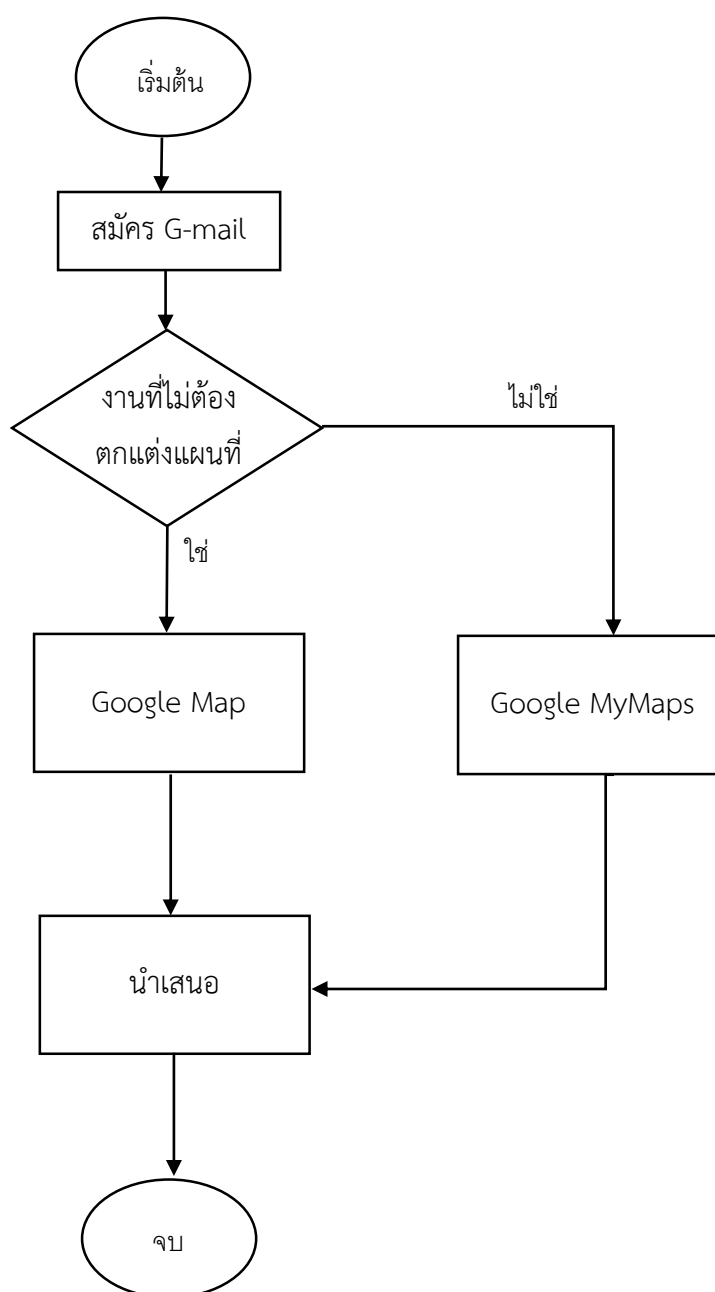 เริ่มต้น
สมัคร G-mail
งานที่ไม่ต้อง
ตกแต่งแผนที่
ไม่ใช่
ใช่
Google Map
Google MyMaps
นำเสนอ
จบ